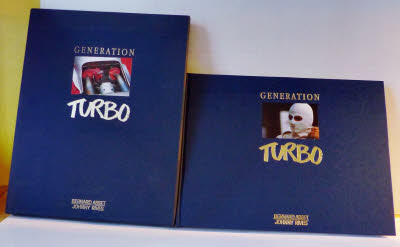 GENERATION
TURBO
BERNARD ASSET
JOHNNY RIVES
GENERATION
TURBO
BERNARD ASSET
JOHNNY RIVES